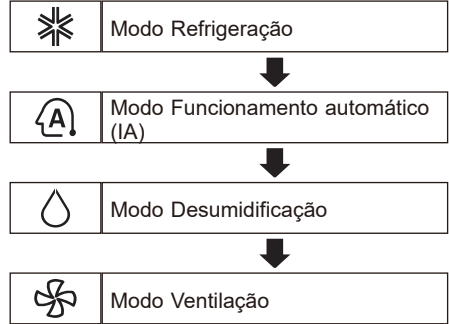 Modo Refrigeração
A
Modo Funcionamento automático
(IA)
Modo Desumidificação
Modo Ventilação